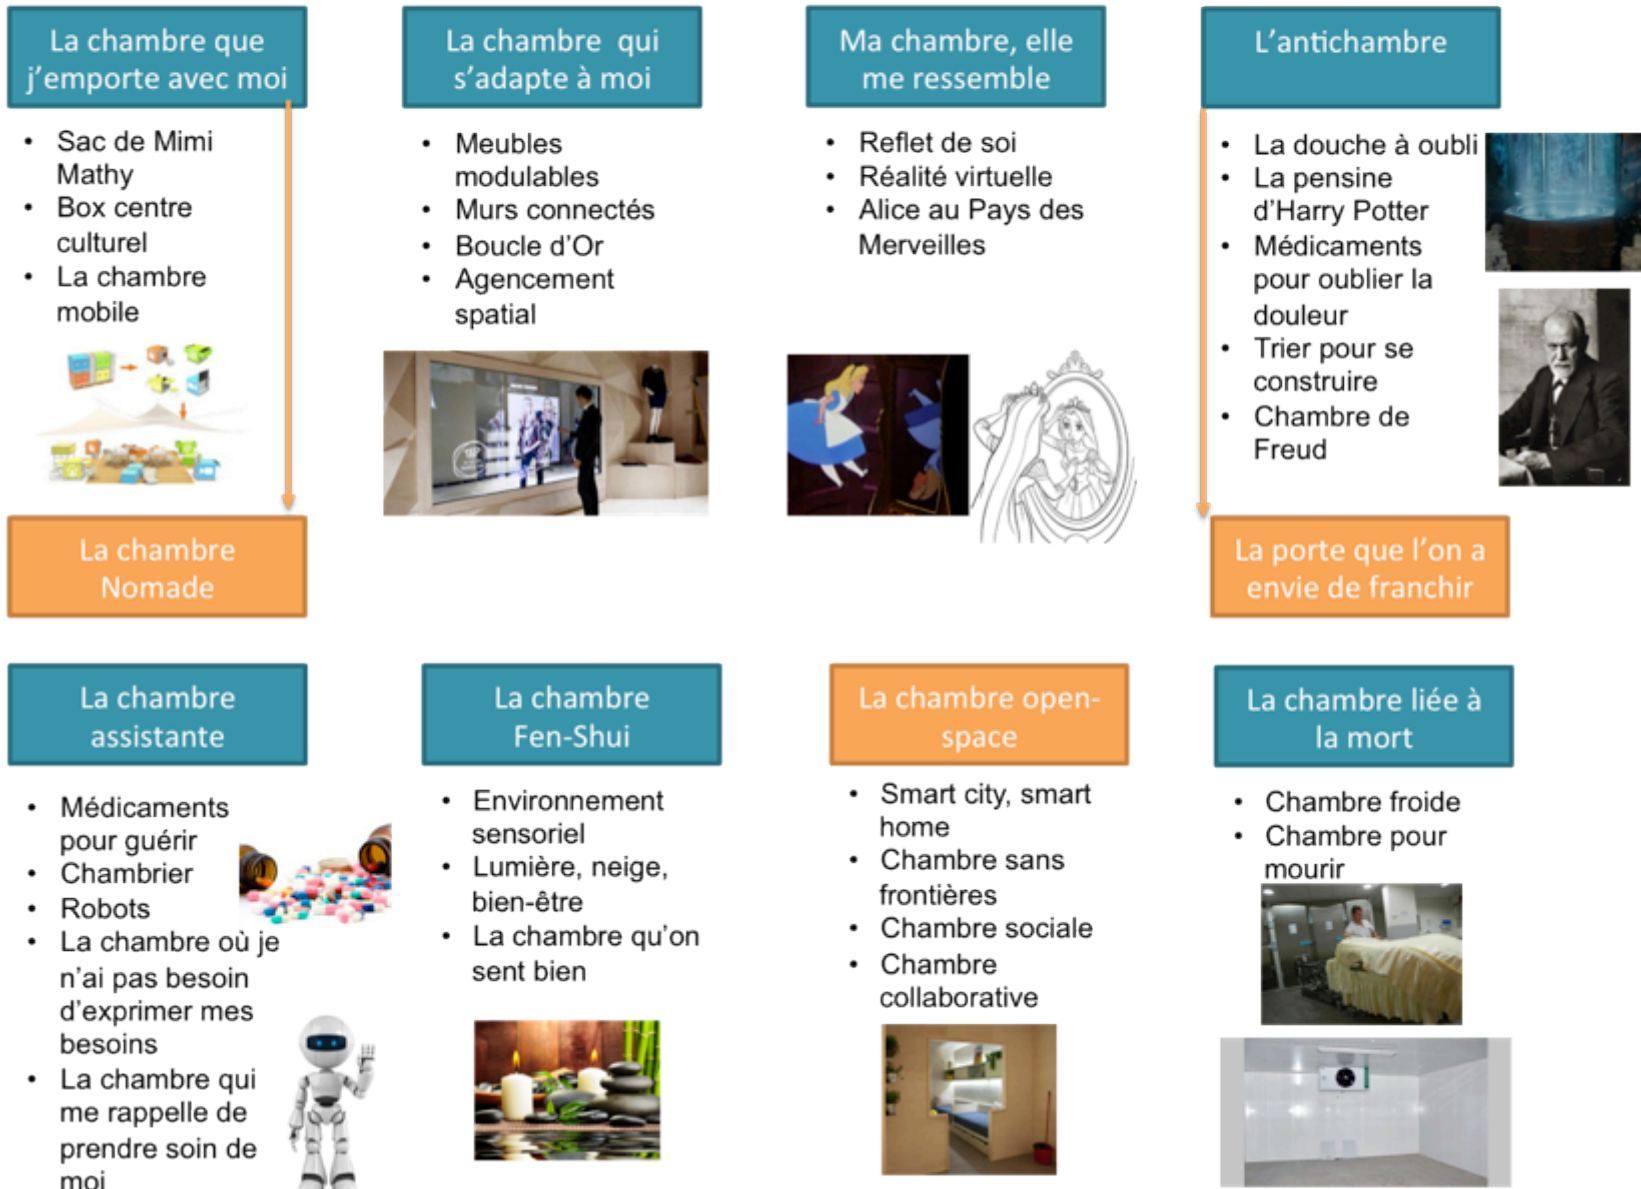 La chambre que
j'emporte avec moi
• Sac de Mimi
Mathy
• Box centre
culturel
• La chambre
mobile
La chambre
Nomade
La chambre qui
s'adapte à moi
• Meubles
modulables
• Murs connectés
• Boucle d'Or
• Agencement
spatial
Ma chambre, elle
me ressemble
• Reflet de soi
• Réalité virtuelle
• Alice au Pays des
Merveilles
L'antichambre
• La douche à oubli
• La pensine
d'Harry Potter
• Médicaments
pour oublier la
douleur
• Trier pour se
construire
• Chambre de
Freud
La porte que l'on a
envie de franchir
La chambre
assistante
• Médicaments
pour guérir
• Chambrier
• Robots
• La chambre où je
n'ai pas besoin
d'exprimer mes
besoins
• La chambre qui
me rappelle de
prendre soin de
moi
La chambre
Fen-Shui
• Environnement
sensoriel
• Lumière, neige,
bien-être
• La chambre qu'on
sent bien
La chambre open-
space
• Smart city, smart
home
• Chambre sans
frontières
• Chambre sociale
• Chambre
collaborative
La chambre liée à
la mort
• Chambre froide
• Chambre pour
mourir